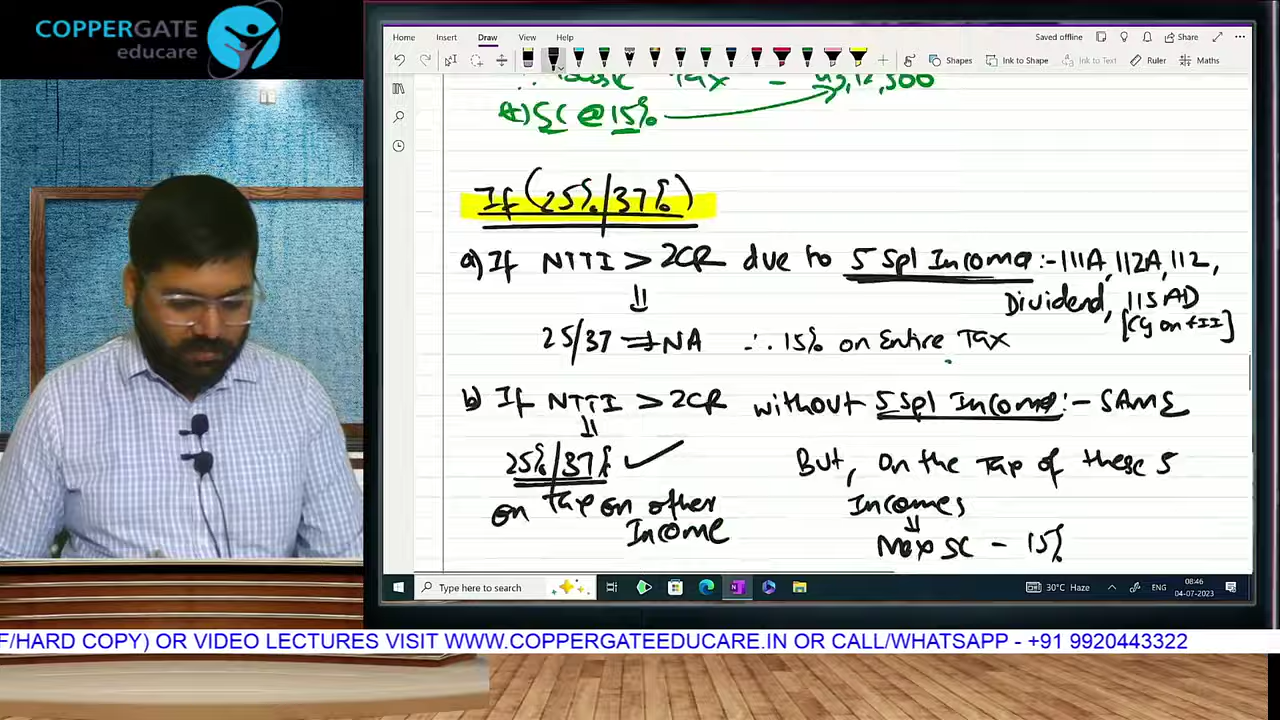 COPPERGATE
educare
Home Insert Draw View Help
Saved offline Share
Shapes Ink to Shape Ink to Text Ruler Maths
Tax = 43,12,500
SC @ 15%
If (25%/37%)
a) If NTTI > 2CR due to 5 Spl Income:- 111A, 112A, 112,
Dividend, 115AD
[CG on FII]
25/37 ⇒ NA ∴ 15% on Entire Tax
b) If NTTI > 2CR without 5 Spl Income:- SAME
25%/37% ✓ But, on the Tax of these 5
on tax on other Incomes
Income Max SC - 15%
Type here to search
30°C Haze ENG 08:46
04-07-2023
F/HARD COPY) OR VIDEO LECTURES VISIT WWW.COPPERGATEEDUCARE.IN OR CALL/WHATSAPP - +91 9920443322